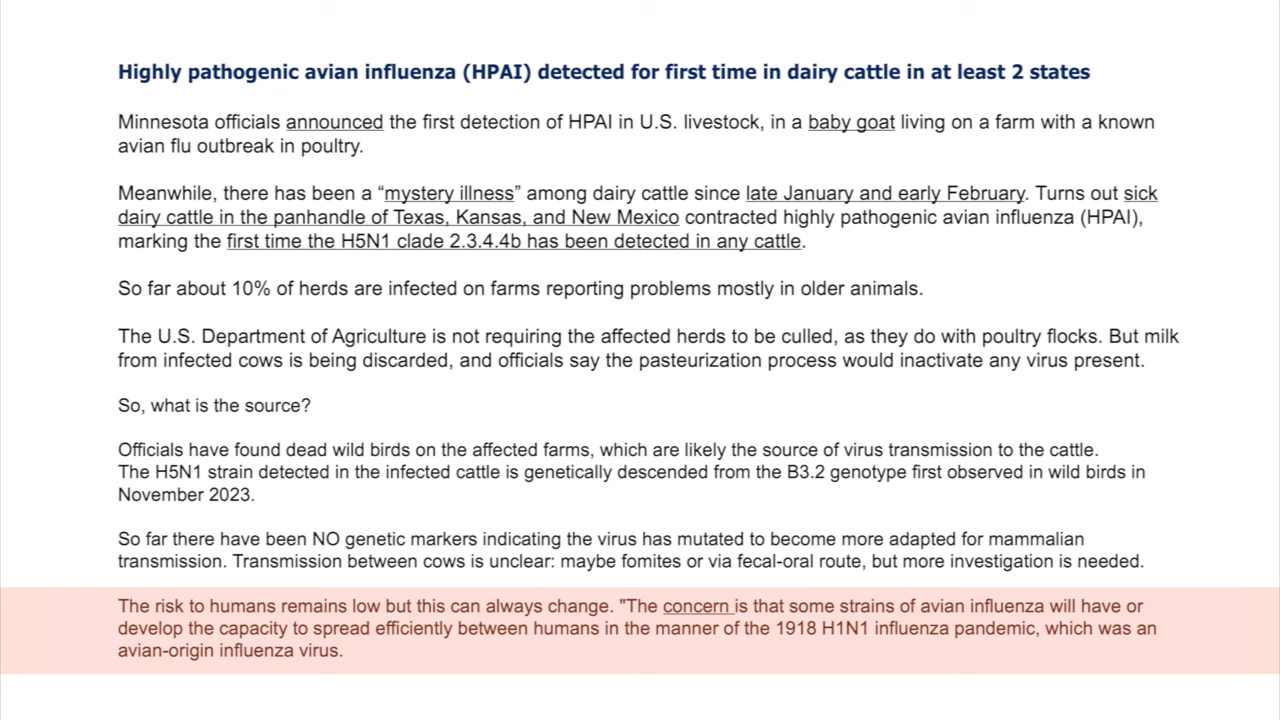 Highly pathogenic avian influenza (HPAI) detected for first time in dairy cattle in at least 2 states
Minnesota officials announced the first detection of HPAI in U.S. livestock, in a baby goat living on a farm with a known
avian flu outbreak in poultry.
Meanwhile, there has been a “mystery illness” among dairy cattle since late January and early February. Turns out sick
dairy cattle in the panhandle of Texas, Kansas, and New Mexico contracted highly pathogenic avian influenza (HPAI),
marking the first time the H5N1 clade 2.3.4.4b has been detected in any cattle.
So far about 10% of herds are infected on farms reporting problems mostly in older animals.
The U.S. Department of Agriculture is not requiring the affected herds to be culled, as they do with poultry flocks. But milk
from infected cows is being discarded, and officials say the pasteurization process would inactivate any virus present.
So, what is the source?
Officials have found dead wild birds on the affected farms, which are likely the source of virus transmission to the cattle.
The H5N1 strain detected in the infected cattle is genetically descended from the B3.2 genotype first observed in wild birds in
November 2023.
So far there have been NO genetic markers indicating the virus has mutated to become more adapted for mammalian
transmission. Transmission between cows is unclear: maybe fomites or via fecal-oral route, but more investigation is needed.
The risk to humans remains low but this can always change. "The concern is that some strains of avian influenza will have or
develop the capacity to spread efficiently between humans in the manner of the 1918 H1N1 influenza pandemic, which was an
avian-origin influenza virus.